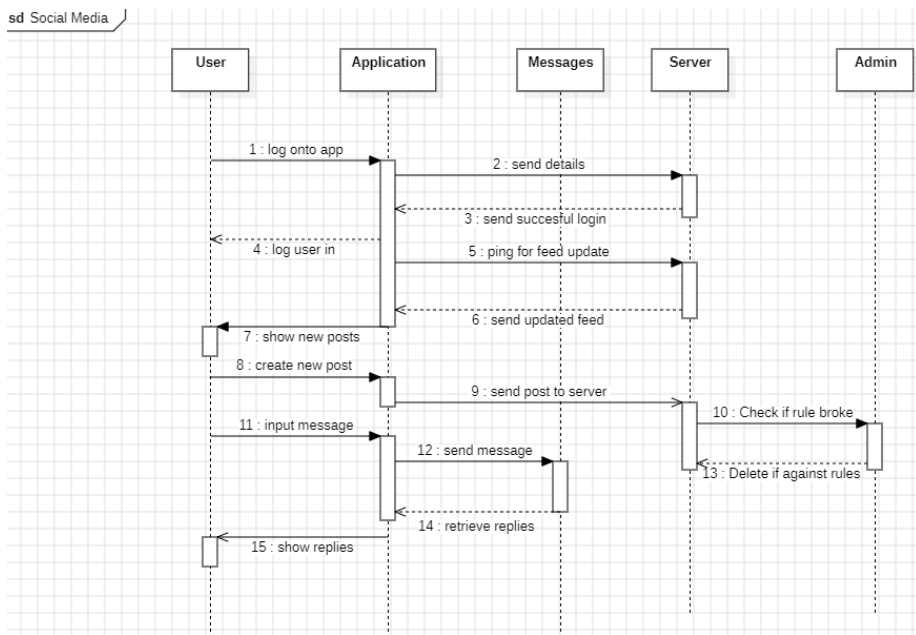 sd Social Media
User
Application
Messages
Server
Admin
1 : log onto app
2 : send details
3 : send succesful login
4 : log user in
5 : ping for feed update
6 : send updated feed
7 : show new posts
8 : create new post
9 : send post to server
10 : Check if rule broke
11 : input message
12 : send message
13 : Delete if against rules
14 : retrieve replies
15 : show replies